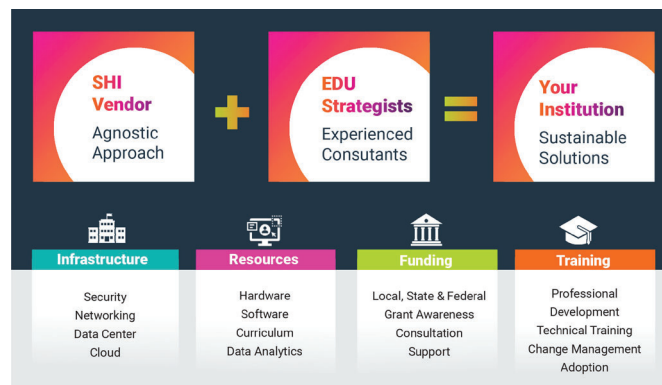 SHI
Vendor
Agnostic
Approach
+
EDU
Strategists
Experienced
Consutants
=
Your
Institution
Sustainable
Solutions
Infrastructure
Security
Networking
Data Center
Cloud
Resources
Hardware
Software
Curriculum
Data Analytics
Funding
Local, State & Federal
Grant Awareness
Consultation
Support
Training
Professional
Development
Technical Training
Change Management
Adoption